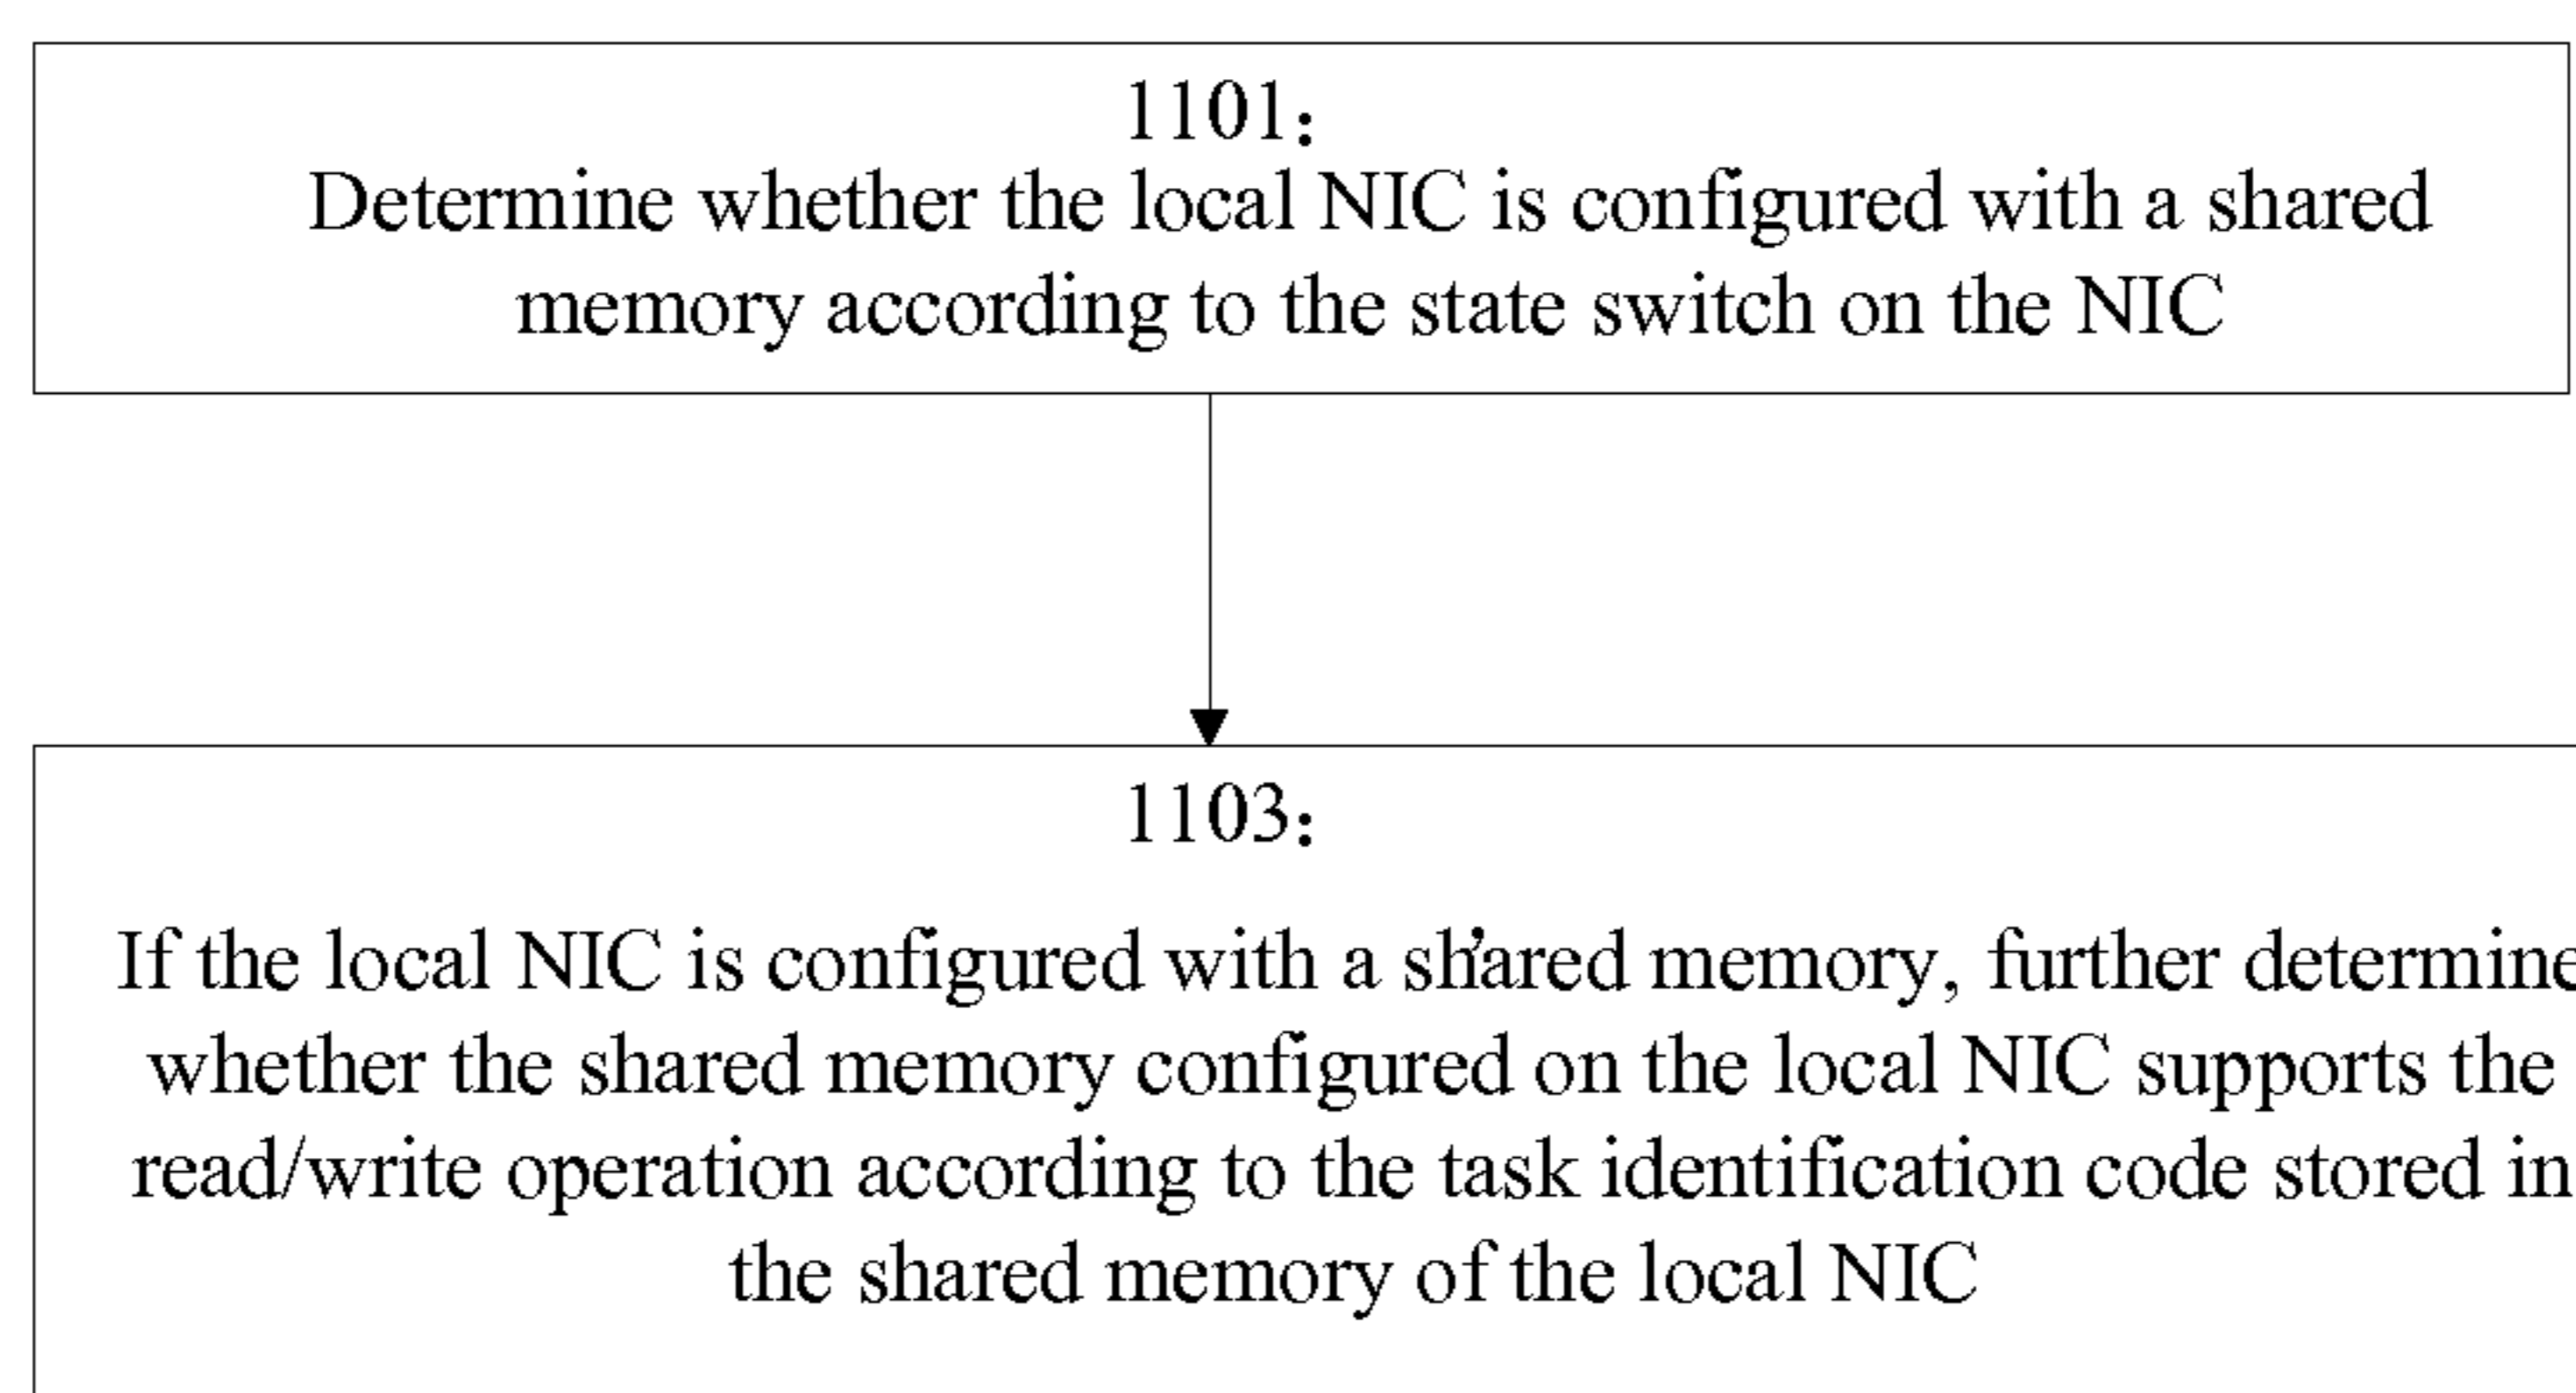 1101:
Determine whether the local NIC is configured with a shared
memory according to the state switch on the NIC
1103:
If the local NIC is configured with a sh’ared memory, further determine
whether the shared memory configured on the local NIC supports the
read/write operation according to the task identification code stored in
the shared memory of the local NIC